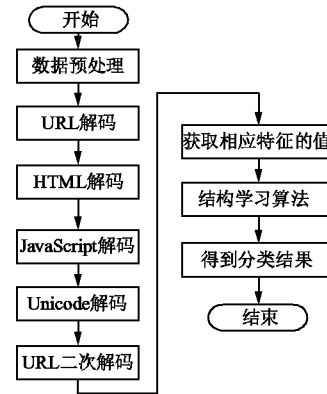 开始
数据预处理
URL解码
HTML解码
JavaScript解码
Unicode解码
URL二次解码
获取相应特征的值
结构学习算法
得到分类结果
结束